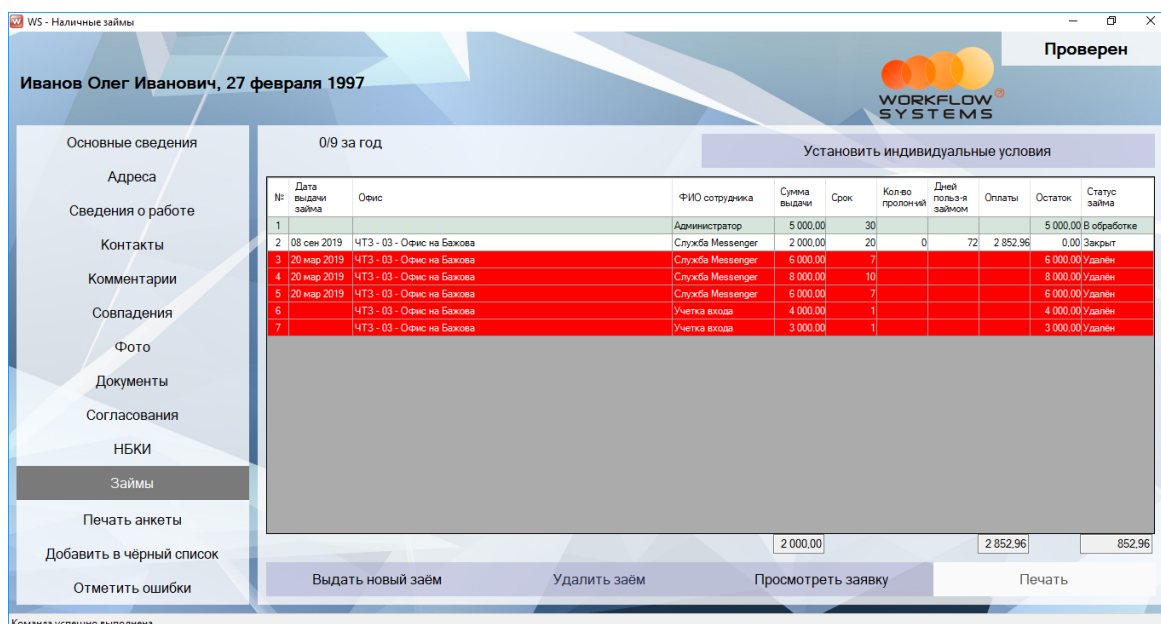 WS - Наличные займы
Проверен
Иванов Олег Иванович, 27 февраля 1997
WORKFLOW®
SYSTEMS
Основные сведения
Адреса
Сведения о работе
Контакты
Комментарии
Совпадения
Фото
Документы
Согласования
НБКИ
Займы
Печать анкеты
Добавить в чёрный список
Отметить ошибки
0/9 за год
Установить индивидуальные условия
№ Дата выдачи займа Офис ФИО сотрудника Сумма выдачи Срок Кол-во пролон-ий Дней польз-я займом Оплаты Остаток Статус займа
1 Администратор 5 000,00 30 5 000,00 В обработке
2 08 сен 2019 ЧТЗ - 03 - Офис на Бажова Служба Messenger 2 000,00 20 0 72 2 852,96 0,00 Закрыт
3 20 мар 2019 ЧТЗ - 03 - Офис на Бажова Служба Messenger 6 000,00 7 6 000,00 Удалён
4 20 мар 2019 ЧТЗ - 03 - Офис на Бажова Служба Messenger 8 000,00 10 8 000,00 Удалён
5 20 мар 2019 ЧТЗ - 03 - Офис на Бажова Служба Messenger 6 000,00 7 6 000,00 Удалён
6 ЧТЗ - 03 - Офис на Бажова Учетка входа 4 000,00 1 4 000,00 Удалён
7 ЧТЗ - 03 - Офис на Бажова Учетка входа 3 000,00 1 3 000,00 Удалён
2 000,00 2 852,96 852,96
Выдать новый заём Удалить заём Просмотреть заявку Печать
Команда успешно выполнена